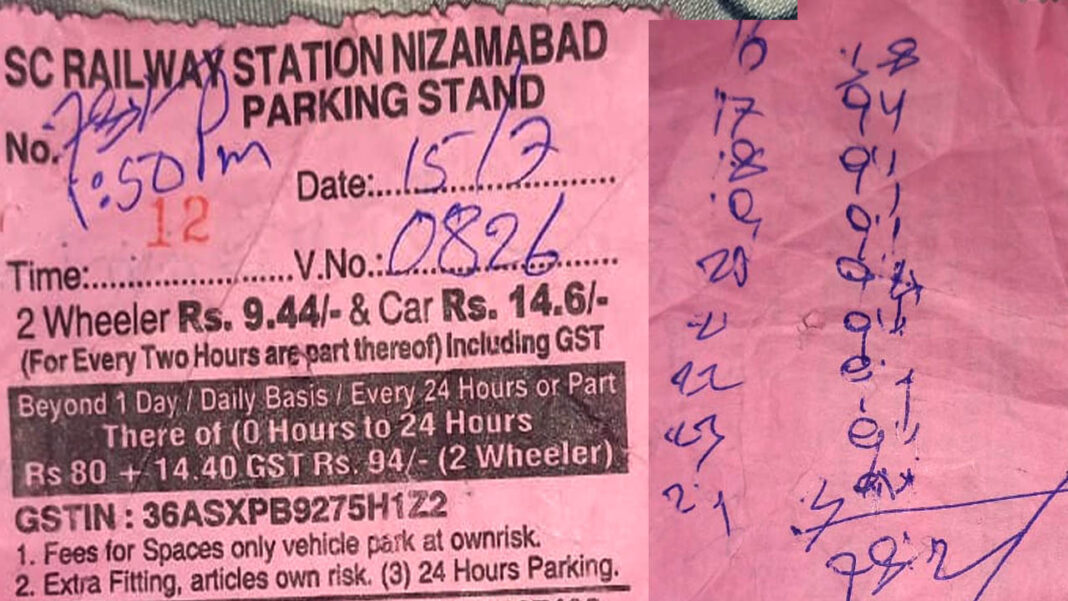 SC RAILWAY STATION NIZAMABAD
PARKING STAND
No.
1:50 Pm
Date:....15/7............
12
Time:......................V.No.:..0826......
2 Wheeler Rs. 9.44/- & Car Rs. 14.6/-
(For Every Two Hours are part thereof) Including GST
Beyond 1 Day / Daily Basis / Every 24 Hours or Part
There of (0 Hours to 24 Hours
Rs 80 + 14.40 GST Rs. 94/- (2 Wheeler)
GSTIN : 36ASXPB9275H1Z2
1. Fees for Spaces only vehicle park at ownrisk.
2. Extra Fitting, articles own risk. (3) 24 Hours Parking.
16
17 94
18
20
22
23
782